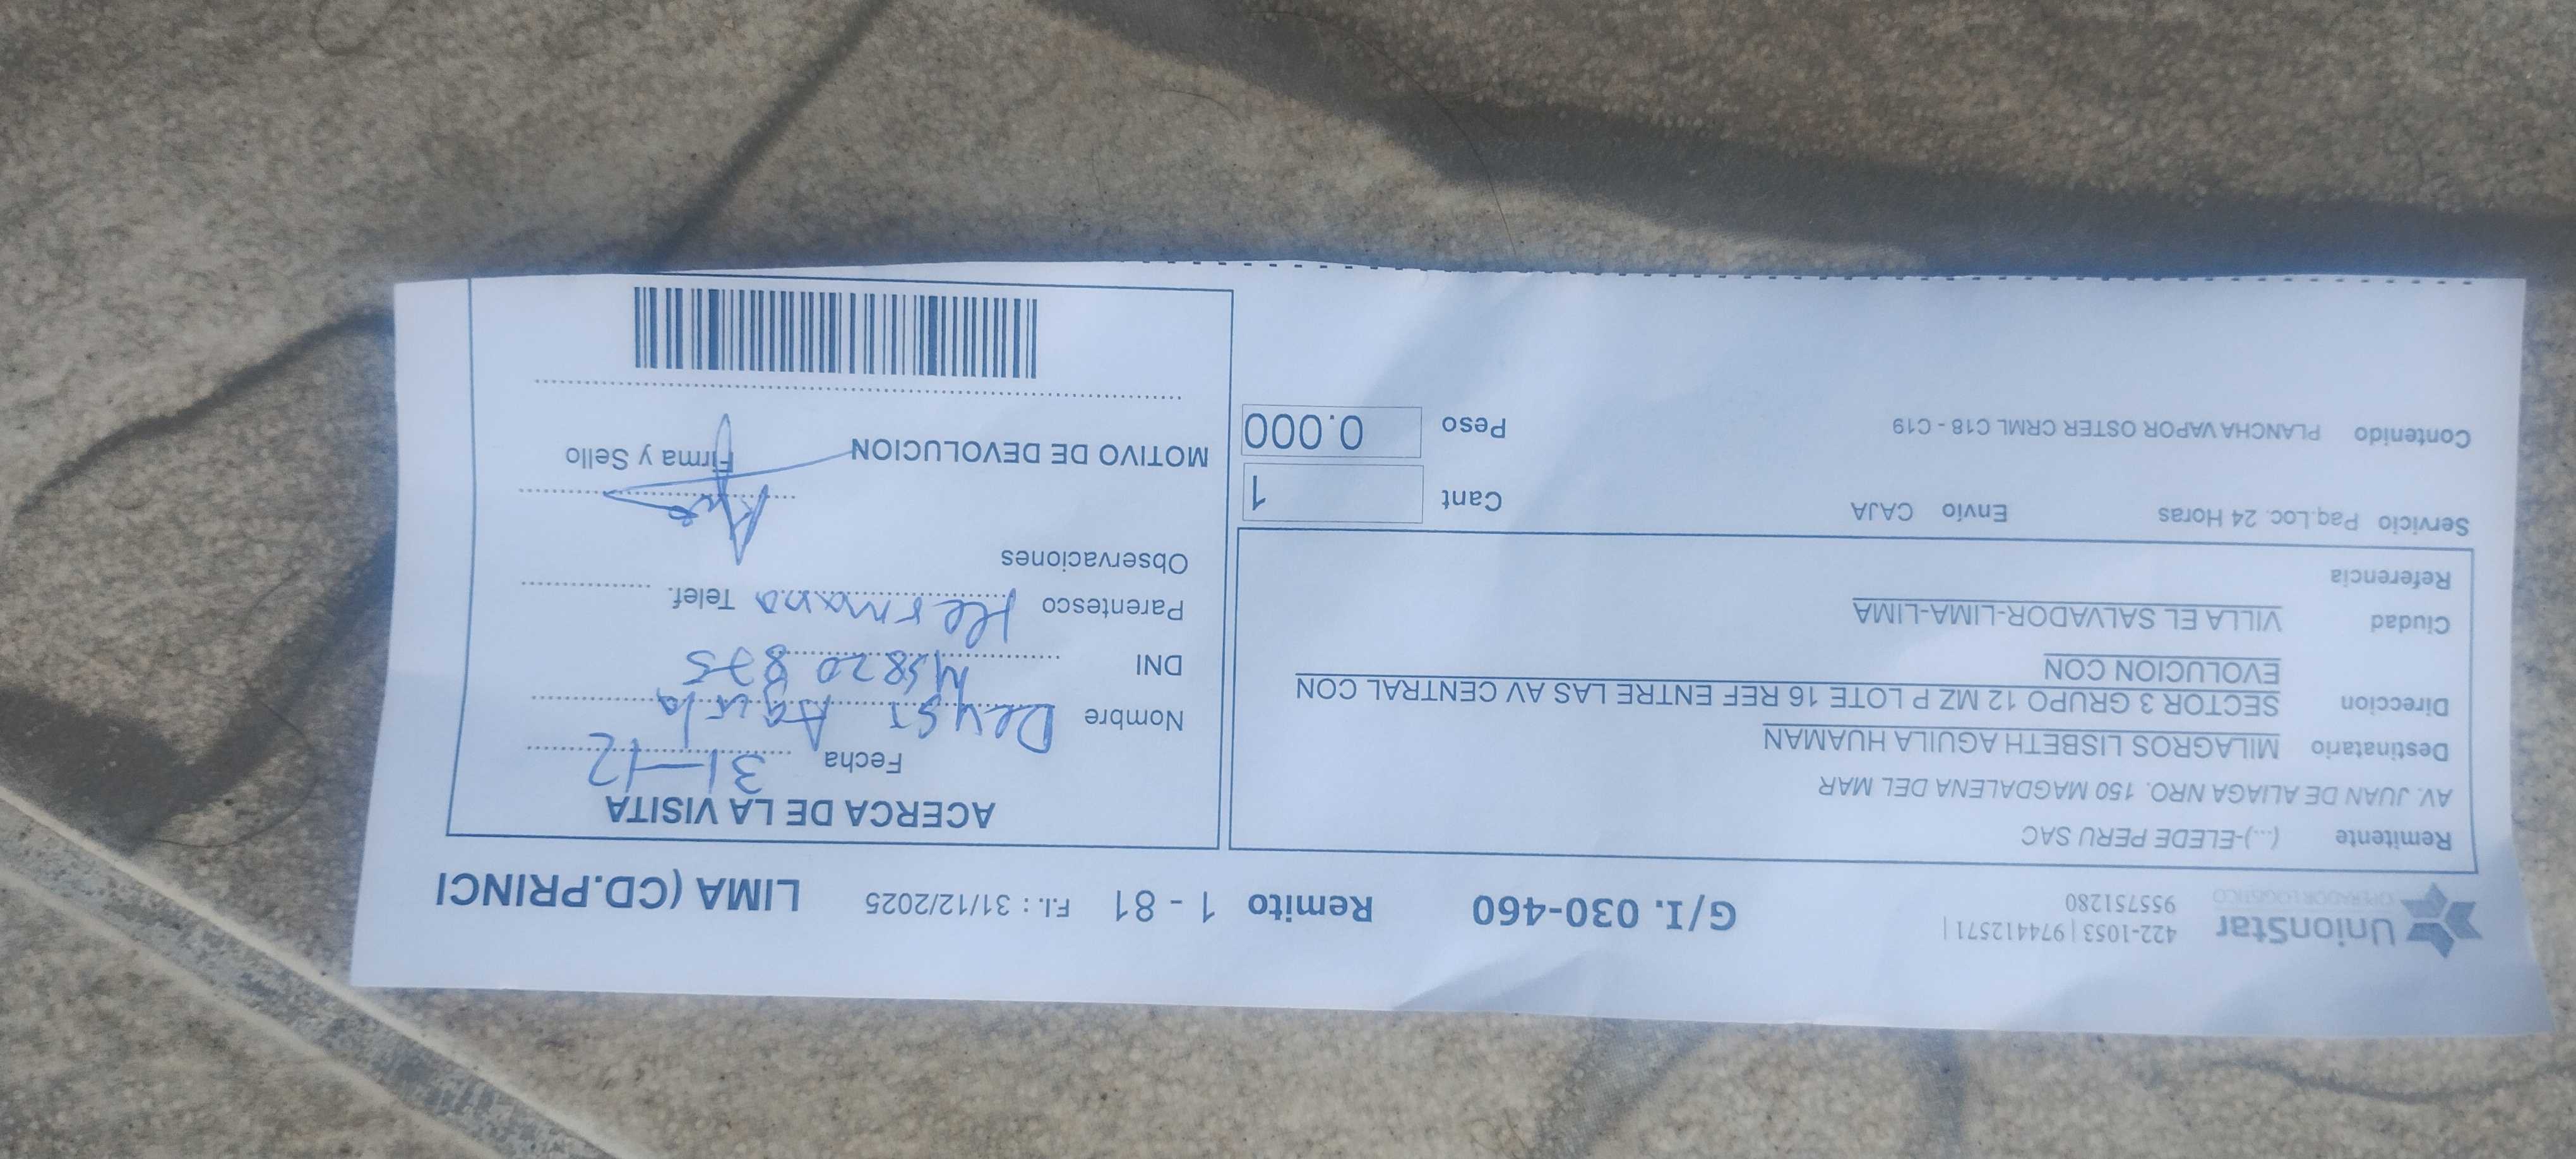 UnionStar
OPERADOR LOGISTICO
422-1053 | 974412571 |
955751280
G/I. 030-460
Remito 1 - 81
F.I. : 31/12/2025
LIMA (CD.PRINCI
Remitente (...)-ELEDE PERU SAC
AV. JUAN DE ALIAGA NRO. 150 MAGDALENA DEL MAR
Destinatario MILAGROS LISBETH AGUILA HUAMAN
Direccion SECTOR 3 GRUPO 12 MZ P LOTE 16 REF ENTRE LAS AV CENTRAL CON
EVOLUCION CON
Ciudad VILLA EL SALVADOR-LIMA-LIMA
Referencia
Servicio Paq.Loc. 24 Horas Envío CAJA
Contenido PLANCHA VAPOR OSTER CRML C18 - C19
Cant 1
Peso 0.000
ACERCA DE LA VISITA
Fecha 31-12
Nombre Aguila
DNI
Parentesco Hermano Telef.
Observaciones
Firma y Sello
MOTIVO DE DEVOLUCION